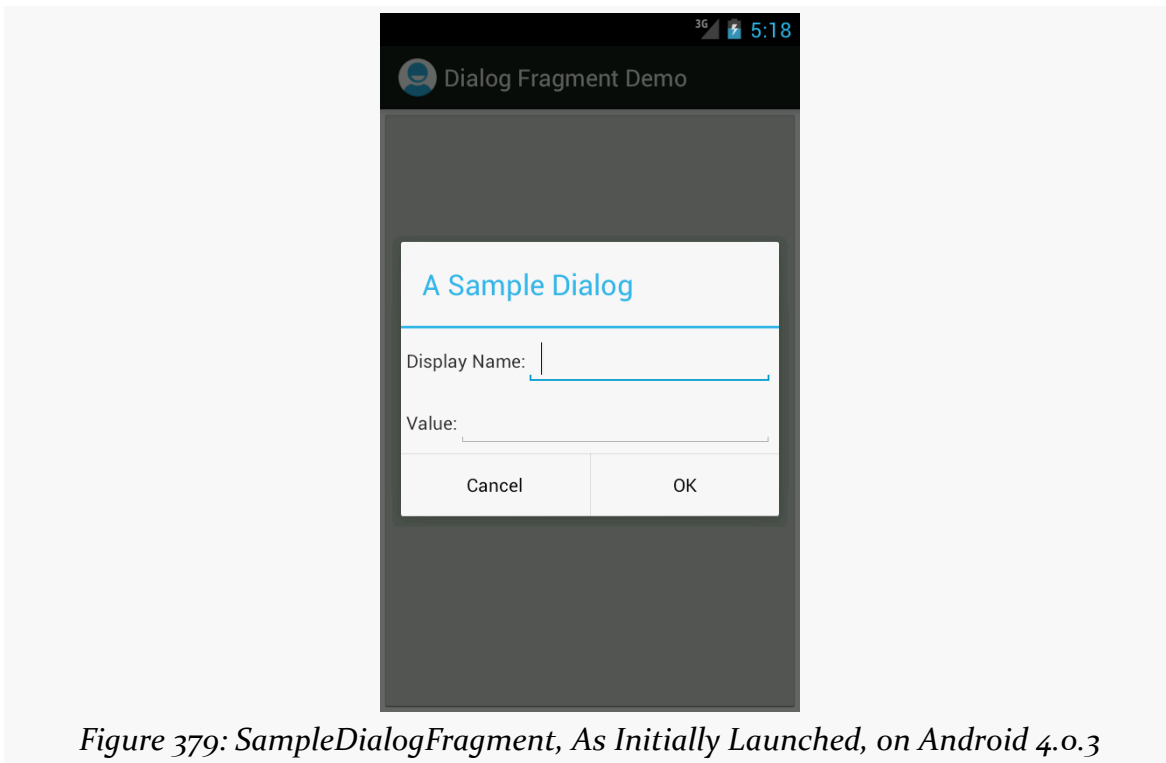 3G 5:18
Dialog Fragment Demo
A Sample Dialog
Display Name:
Value:
Cancel OK
Figure 379: SampleDialogFragment, As Initially Launched, on Android 4.0.3